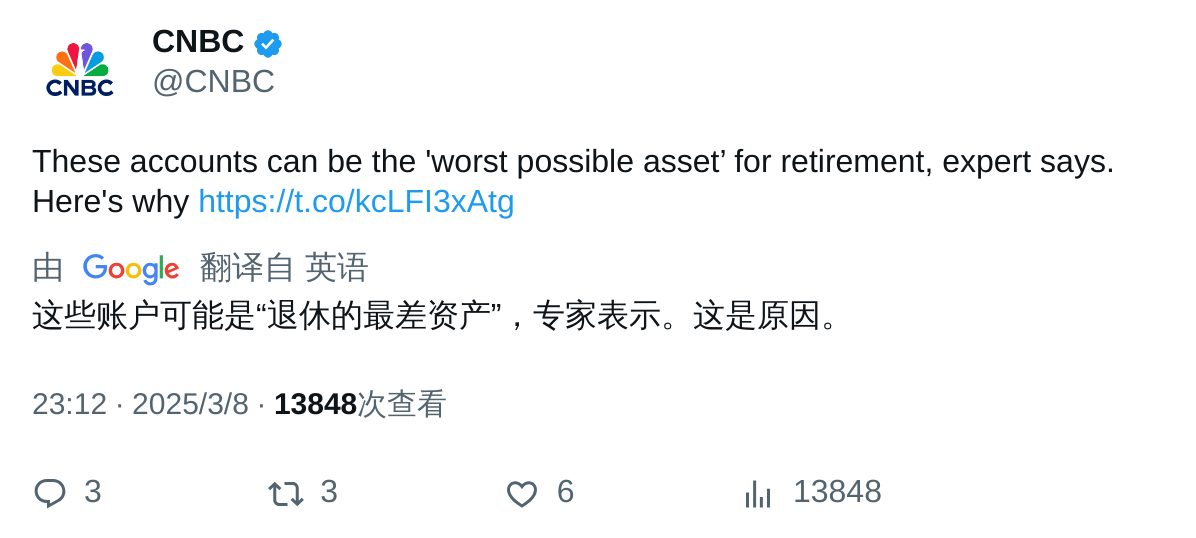 CNBC
CNBC
@CNBC
These accounts can be the 'worst possible asset’ for retirement, expert says.
Here's why https://t.co/kcLFI3xAtg
由 Google 翻译自 英语
这些账户可能是“退休的最差资产”，专家表示。这是原因。
23:12 · 2025/3/8 · 13848次查看
3 3 6 13848